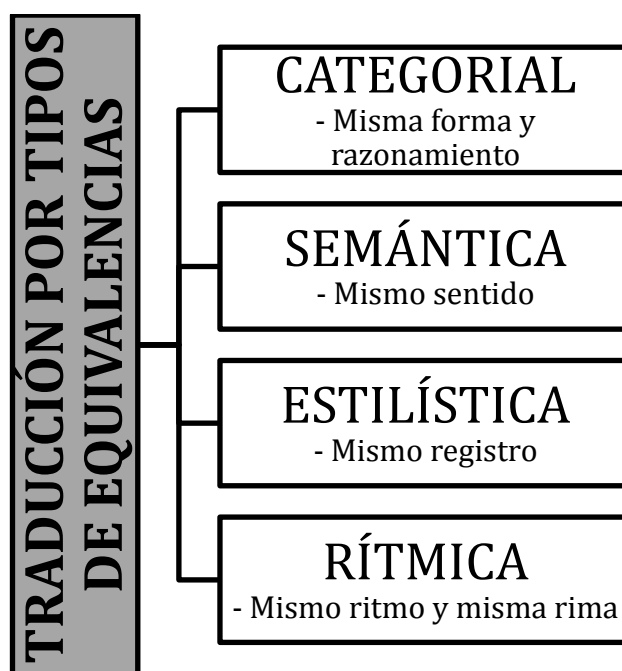 TRADUCCIÓN POR TIPOS
DE EQUIVALENCIAS
CATEGORIAL
- Misma forma y
razonamiento
SEMÁNTICA
- Mismo sentido
ESTILÍSTICA
- Mismo registro
RÍTMICA
- Mismo ritmo y misma rima